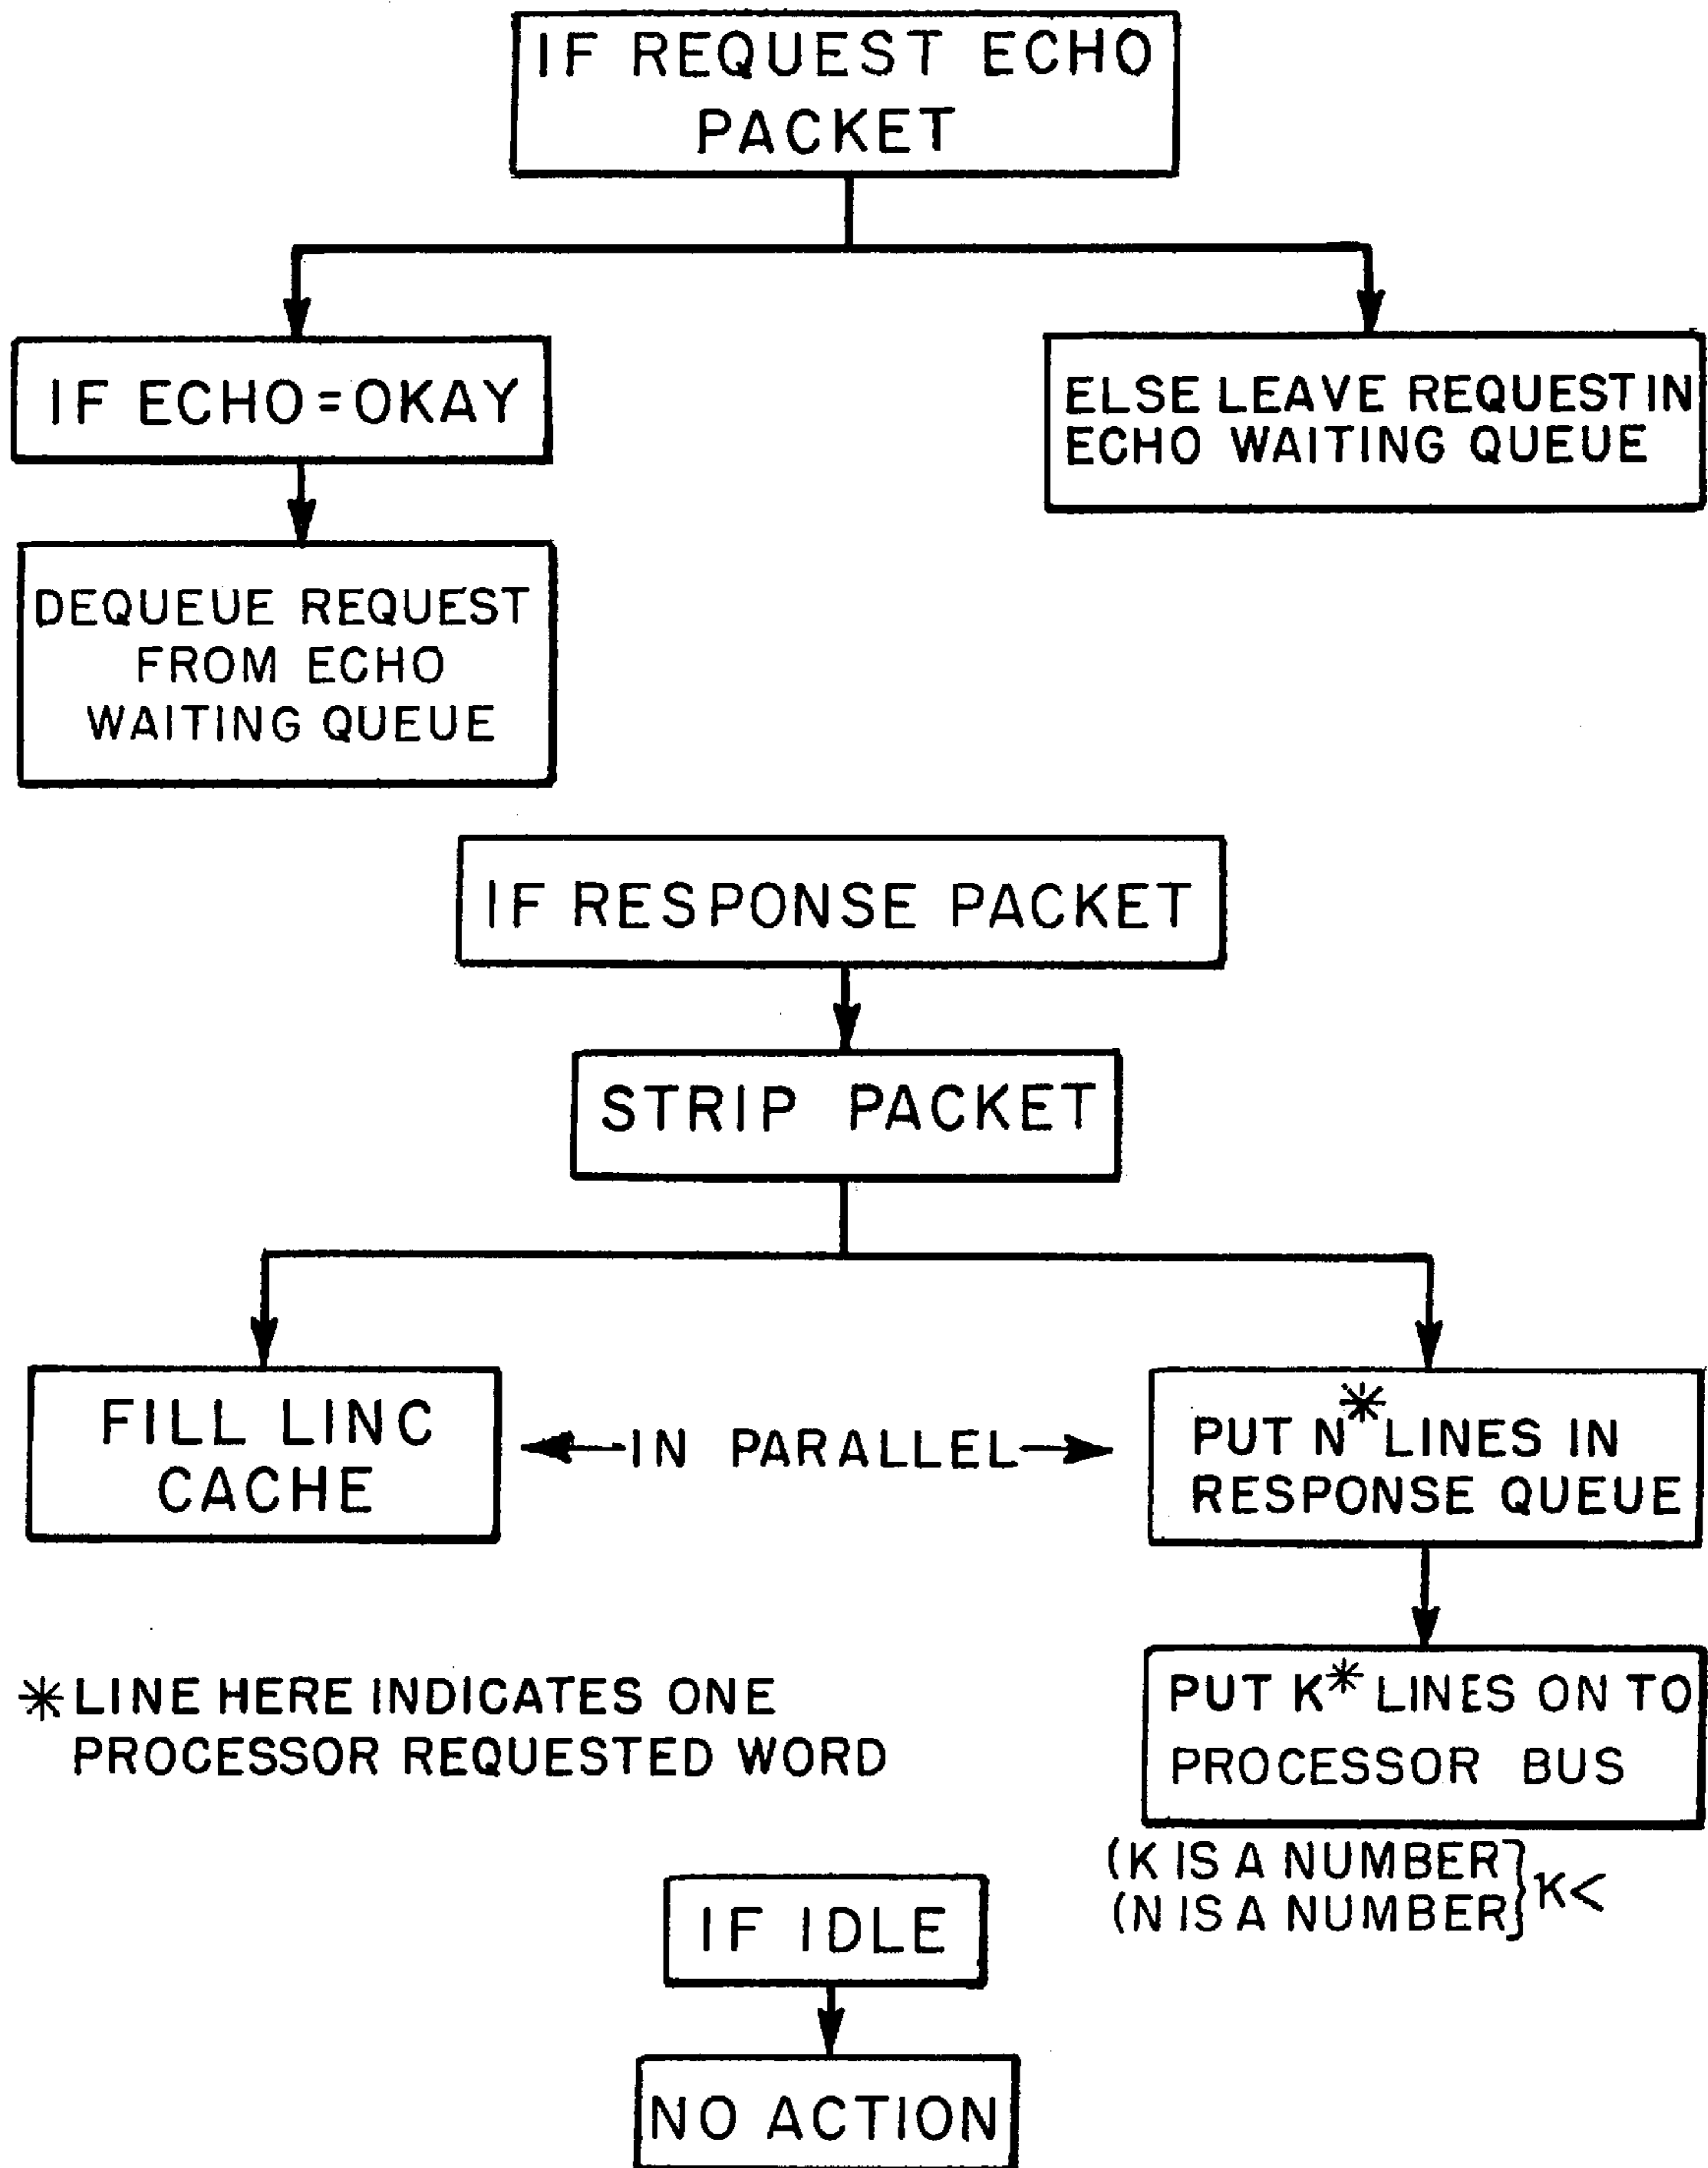 IF REQUEST ECHO
PACKET
IF ECHO=OKAY
ELSE LEAVE REQUEST IN
ECHO WAITING QUEUE
DEQUEUE REQUEST
FROM ECHO
WAITING QUEUE
IF RESPONSE PACKET
STRIP PACKET
FILL LINC
CACHE
IN PARALLEL
PUT N* LINES IN
RESPONSE QUEUE
PUT K* LINES ON TO
PROCESSOR BUS
*LINE HERE INDICATES ONE
PROCESSOR REQUESTED WORD
(K IS A NUMBER
(N IS A NUMBER
} K<
IF IDLE
NO ACTION